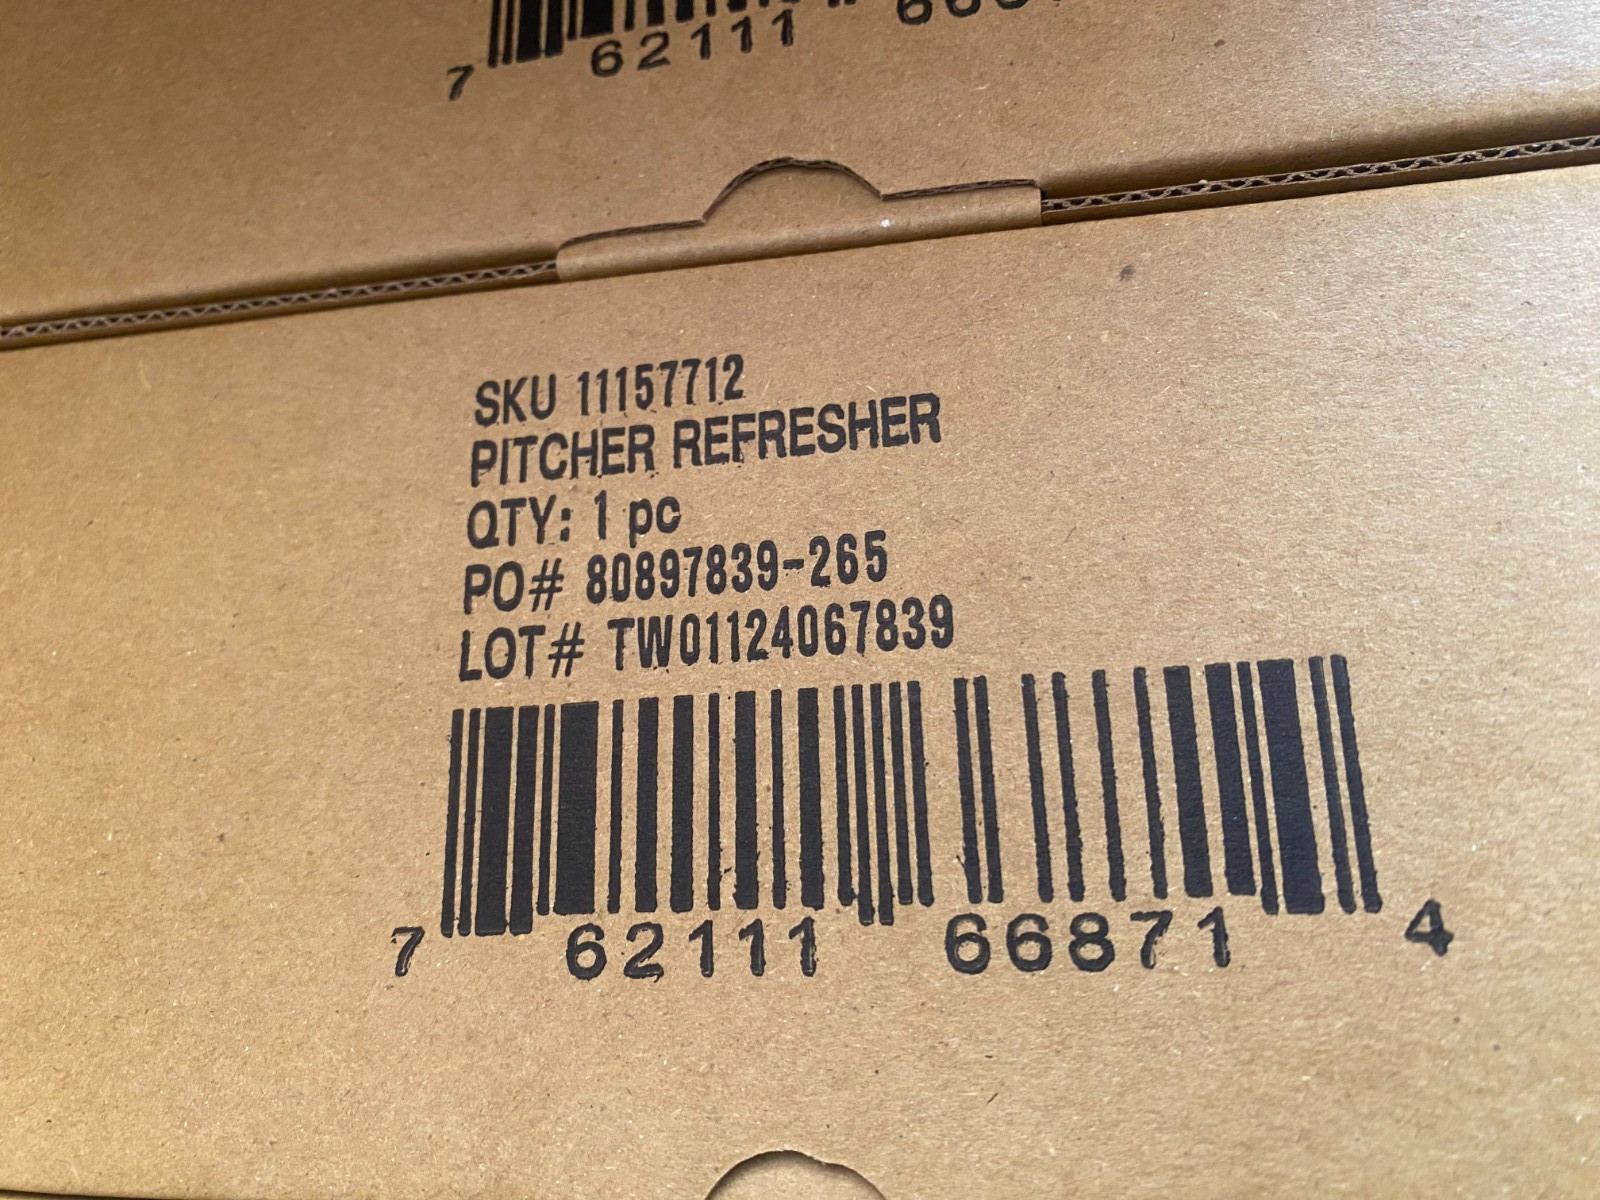 7 62111
SKU 11157712
PITCHER REFRESHER
QTY: 1 pc
PO# 80897839-265
LOT# TW01124067839
7 62111 66871 4